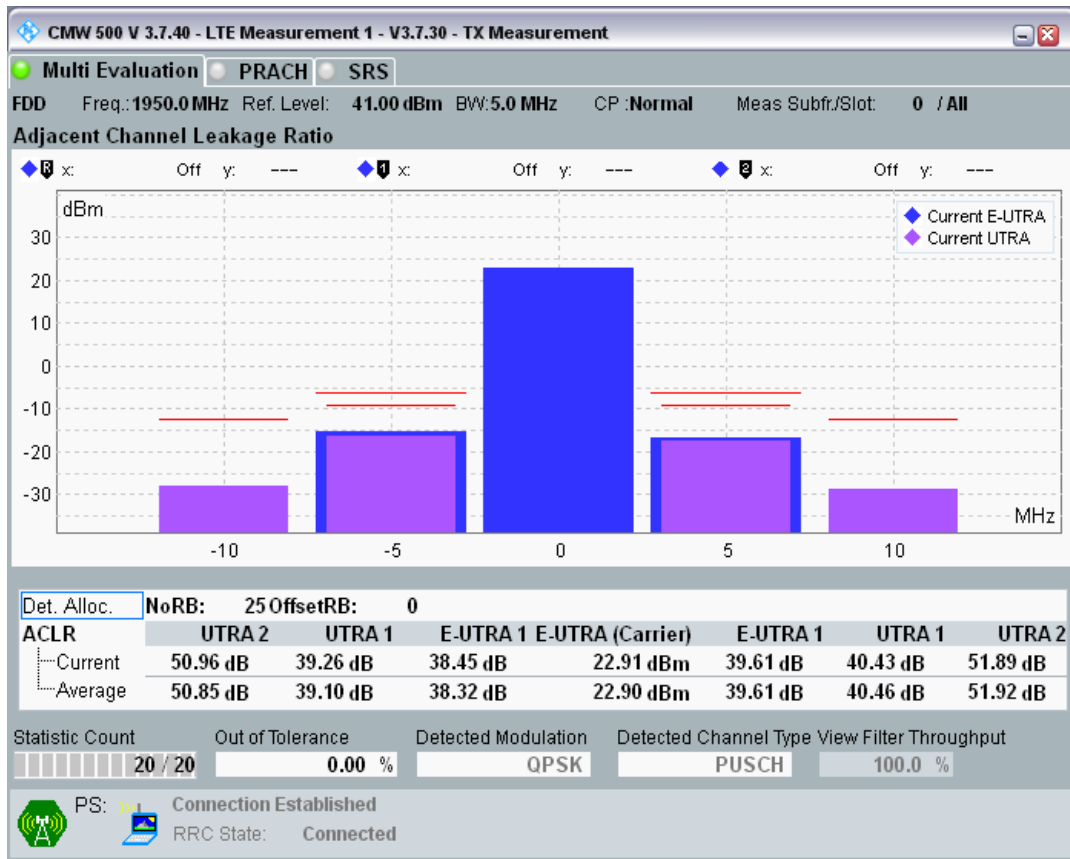 CMW 500 V 3.7.40 - LTE Measurement 1 - V3.7.30 - TX Measurement
Multi Evaluation PRACH SRS
FDD Freq.: 1950.0 MHz Ref. Level: 41.00 dBm BW: 5.0 MHz CP : Normal Meas Subfr./Slot: 0 / All
Adjacent Channel Leakage Ratio
R x: Off y: --- 1 x: Off y: --- 2 x: Off y: ---
dBm
Current E-UTRA
Current UTRA
30
20
10
0
-10
-20
-30
MHz
-10 -5 0 5 10
Det. Alloc. NoRB: 25 OffsetRB: 0
ACLR UTRA 2 UTRA 1 E-UTRA 1 E-UTRA (Carrier) E-UTRA 1 UTRA 1 UTRA 2
Current 50.96 dB 39.26 dB 38.45 dB 22.91 dBm 39.61 dB 40.43 dB 51.89 dB
Average 50.85 dB 39.10 dB 38.32 dB 22.90 dBm 39.61 dB 40.46 dB 51.92 dB
Statistic Count Out of Tolerance Detected Modulation Detected Channel Type View Filter Throughput
20 / 20 0.00 % QPSK PUSCH 100.0 %
PS: Connection Established
RRC State: Connected